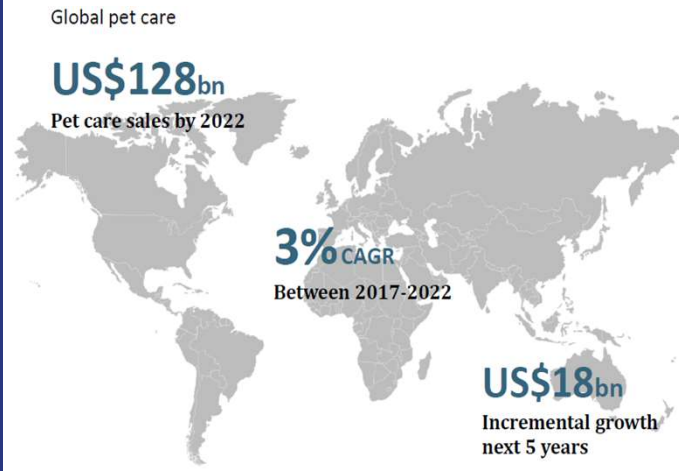 Global pet care
US$128bn
Pet care sales by 2022
3% CAGR
Between 2017-2022
US$18bn
Incremental growth
next 5 years